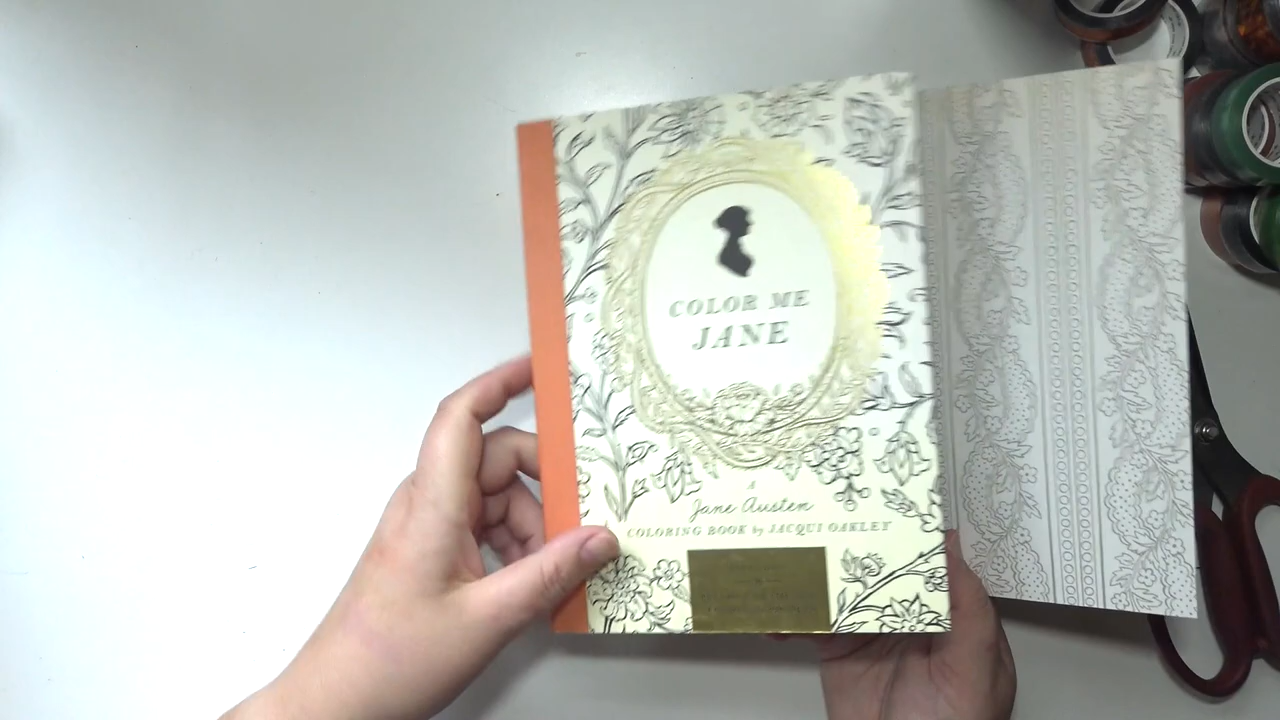 COLOR ME
JANE
A
Jane Austen
COLORING BOOK by JACQUI OAKLEY